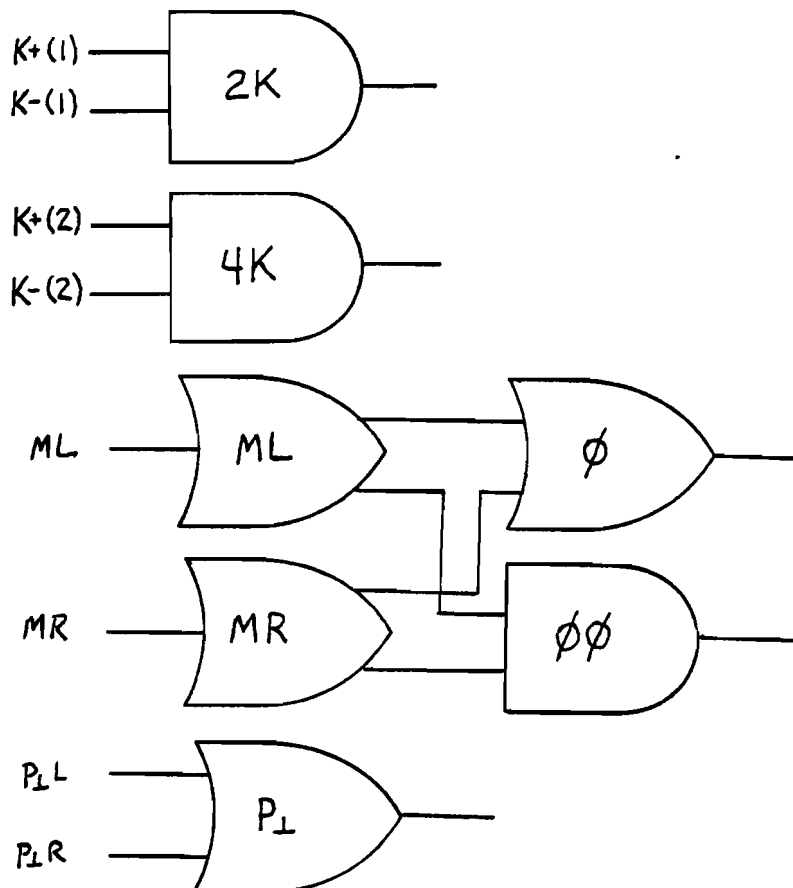 K+(1)
K-(1)
2K
K+(2)
K-(2)
4K
ML
ML
ϕ
MR
MR
ϕϕ
P⊥L
P⊥R
P⊥